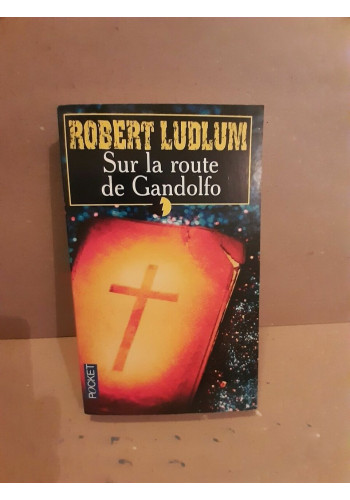 ROBERT LUDLUM
Sur la route
de Gandolfo
POCKET